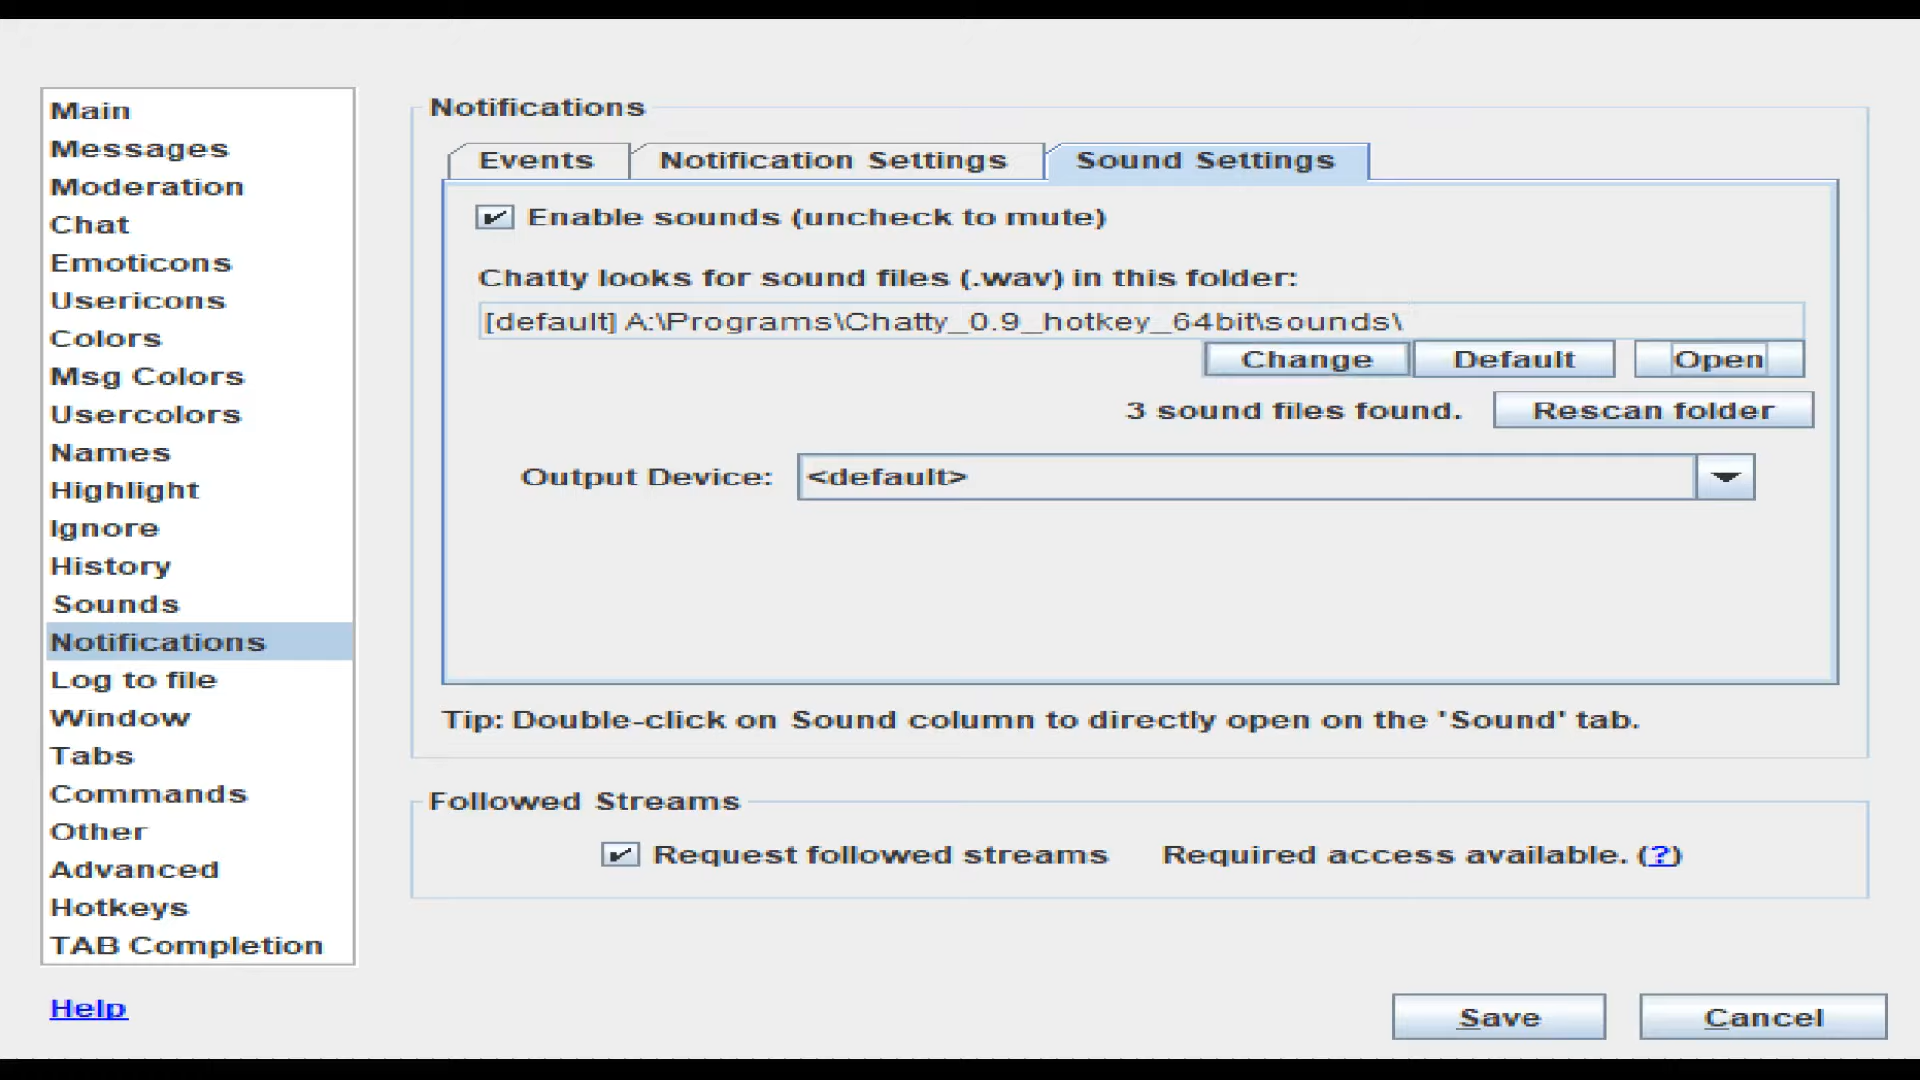 Main
Messages
Moderation
Chat
Emoticons
Usericons
Colors
Msg Colors
Usercolors
Names
Highlight
Ignore
History
Sounds
Notifications
Log to file
Window
Tabs
Commands
Other
Advanced
Hotkeys
TAB Completion
Help
Notifications
Events Notification Settings Sound Settings
Enable sounds (uncheck to mute)
Chatty looks for sound files (.wav) in this folder:
[default] A:\Programs\Chatty_0.9_hotkey_64bit\sounds\
Change Default Open
3 sound files found. Rescan folder
Output Device: <default>
Tip: Double-click on Sound column to directly open on the 'Sound' tab.
Followed Streams
Request followed streams Required access available. (?)
Save Cancel